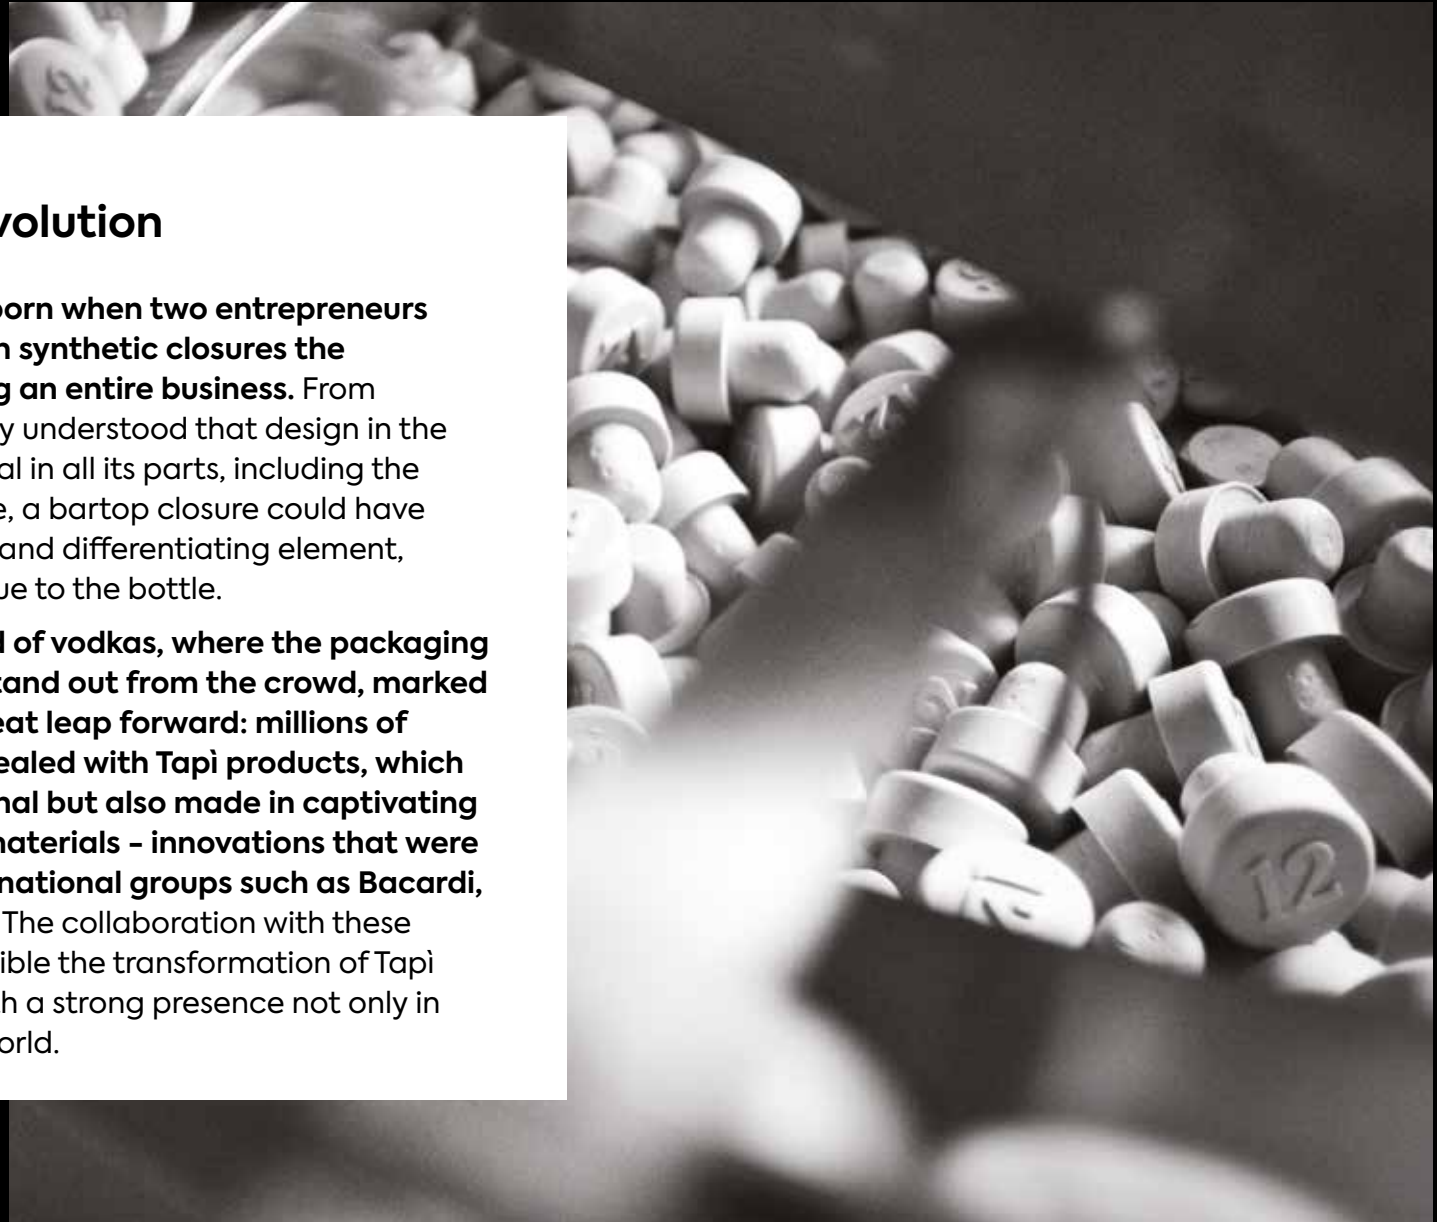 12
volution
born when two entrepreneurs
n synthetic closures the
g an entire business. From
y understood that design in the
al in all its parts, including the
e, a bartop closure could have
and differentiating element,
ue to the bottle.
d of vodkas, where the packaging
tand out from the crowd, marked
eat leap forward: millions of
ealed with Tapì products, which
nal but also made in captivating
materials - innovations that were
national groups such as Bacardi,
The collaboration with these
ible the transformation of Tapì
th a strong presence not only in
orld.
12
12